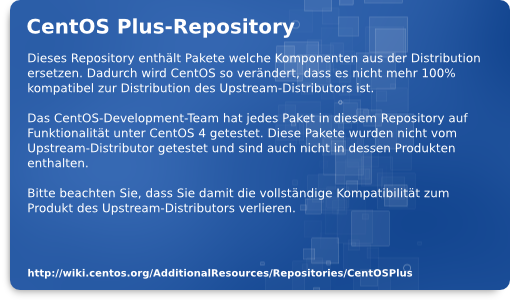 CentOS Plus-Repository
Dieses Repository enthält Pakete welche Komponenten aus der Distribution
ersetzen. Dadurch wird CentOS so verändert, dass es nicht mehr 100%
kompatibel zur Distribution des Upstream-Distributors ist.
Das CentOS-Development-Team hat jedes Paket in diesem Repository auf
Funktionalität unter CentOS 4 getestet. Diese Pakete wurden nicht vom
Upstream-Distributor getestet und sind auch nicht in dessen Produkten
enthalten.
Bitte beachten Sie, dass Sie damit die vollständige Kompatibilität zum
Produkt des Upstream-Distributors verlieren.
http://wiki.centos.org/AdditionalResources/Repositories/CentOSPlus